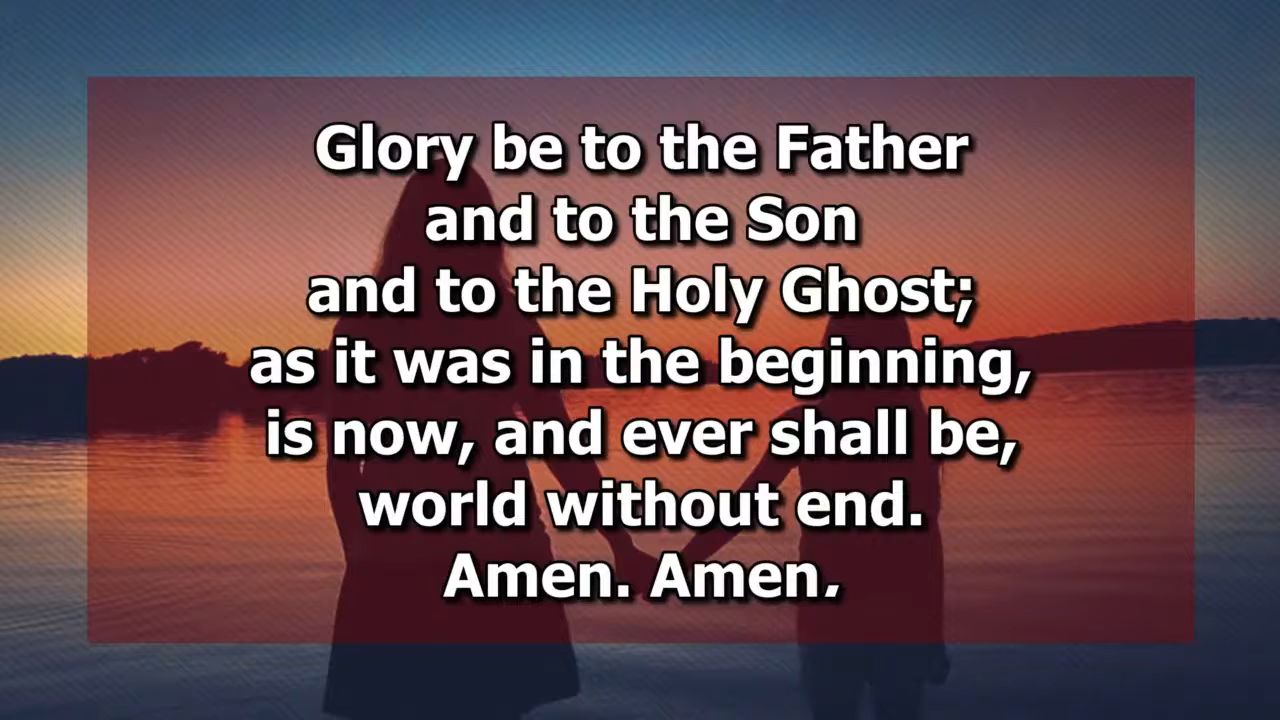 Glory be to the Father
and to the Son
and to the Holy Ghost;
as it was in the beginning,
is now, and ever shall be,
world without end.
Amen. Amen.